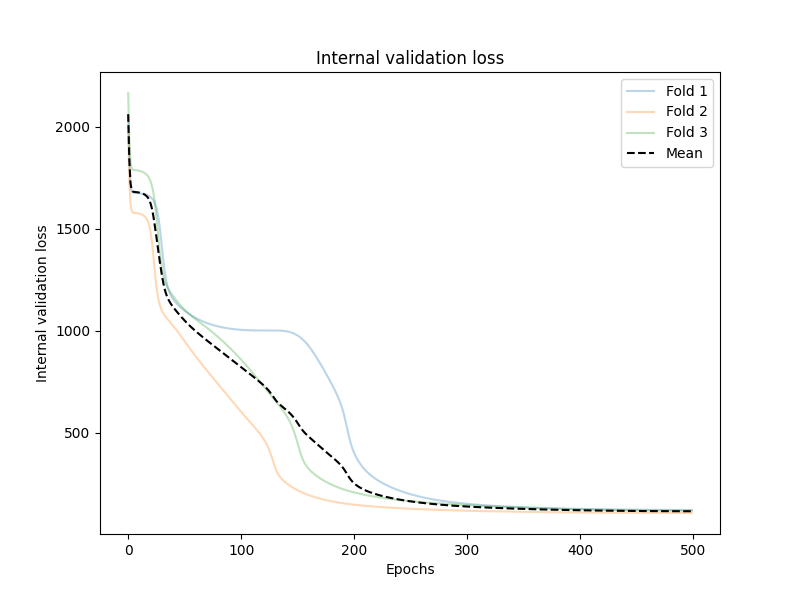 Internal validation loss
Fold 1
Fold 2
Fold 3
Mean
2000
1500
1000
500
Internal validation loss
0
100
200
300
400
500
Epochs